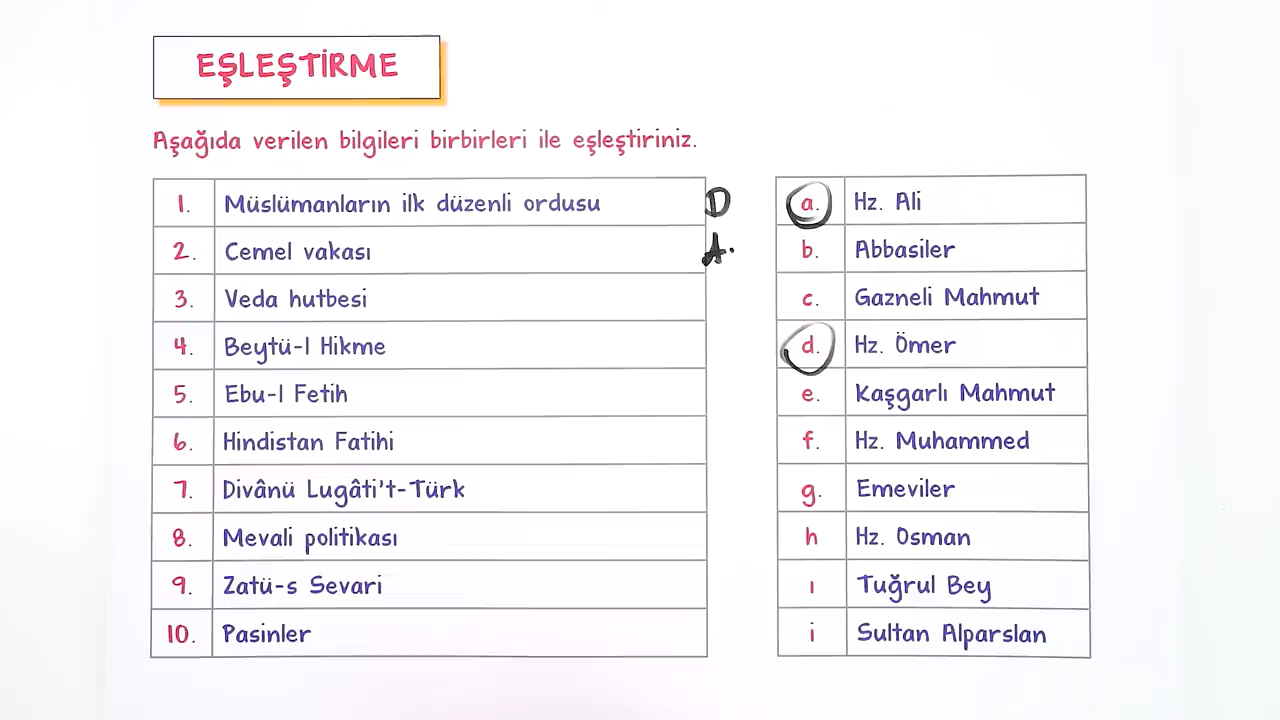 EŞLEŞTİRME
Aşağıda verilen bilgileri birbirleri ile eşleştiriniz.
1. Müslümanların ilk düzenli ordusu D
2. Cemel vakası A.
3. Veda hutbesi
4. Beytü-l Hikme
5. Ebu-l Fetih
6. Hindistan Fatihi
7. Divânü Lugâti't-Türk
8. Mevali politikası
9. Zatü-s Sevari
10. Pasinler
a. Hz. Ali
b. Abbasiler
c. Gazneli Mahmut
d. Hz. Ömer
e. Kaşgarlı Mahmut
f. Hz. Muhammed
g. Emeviler
h Hz. Osman
ı Tuğrul Bey
i Sultan Alparslan